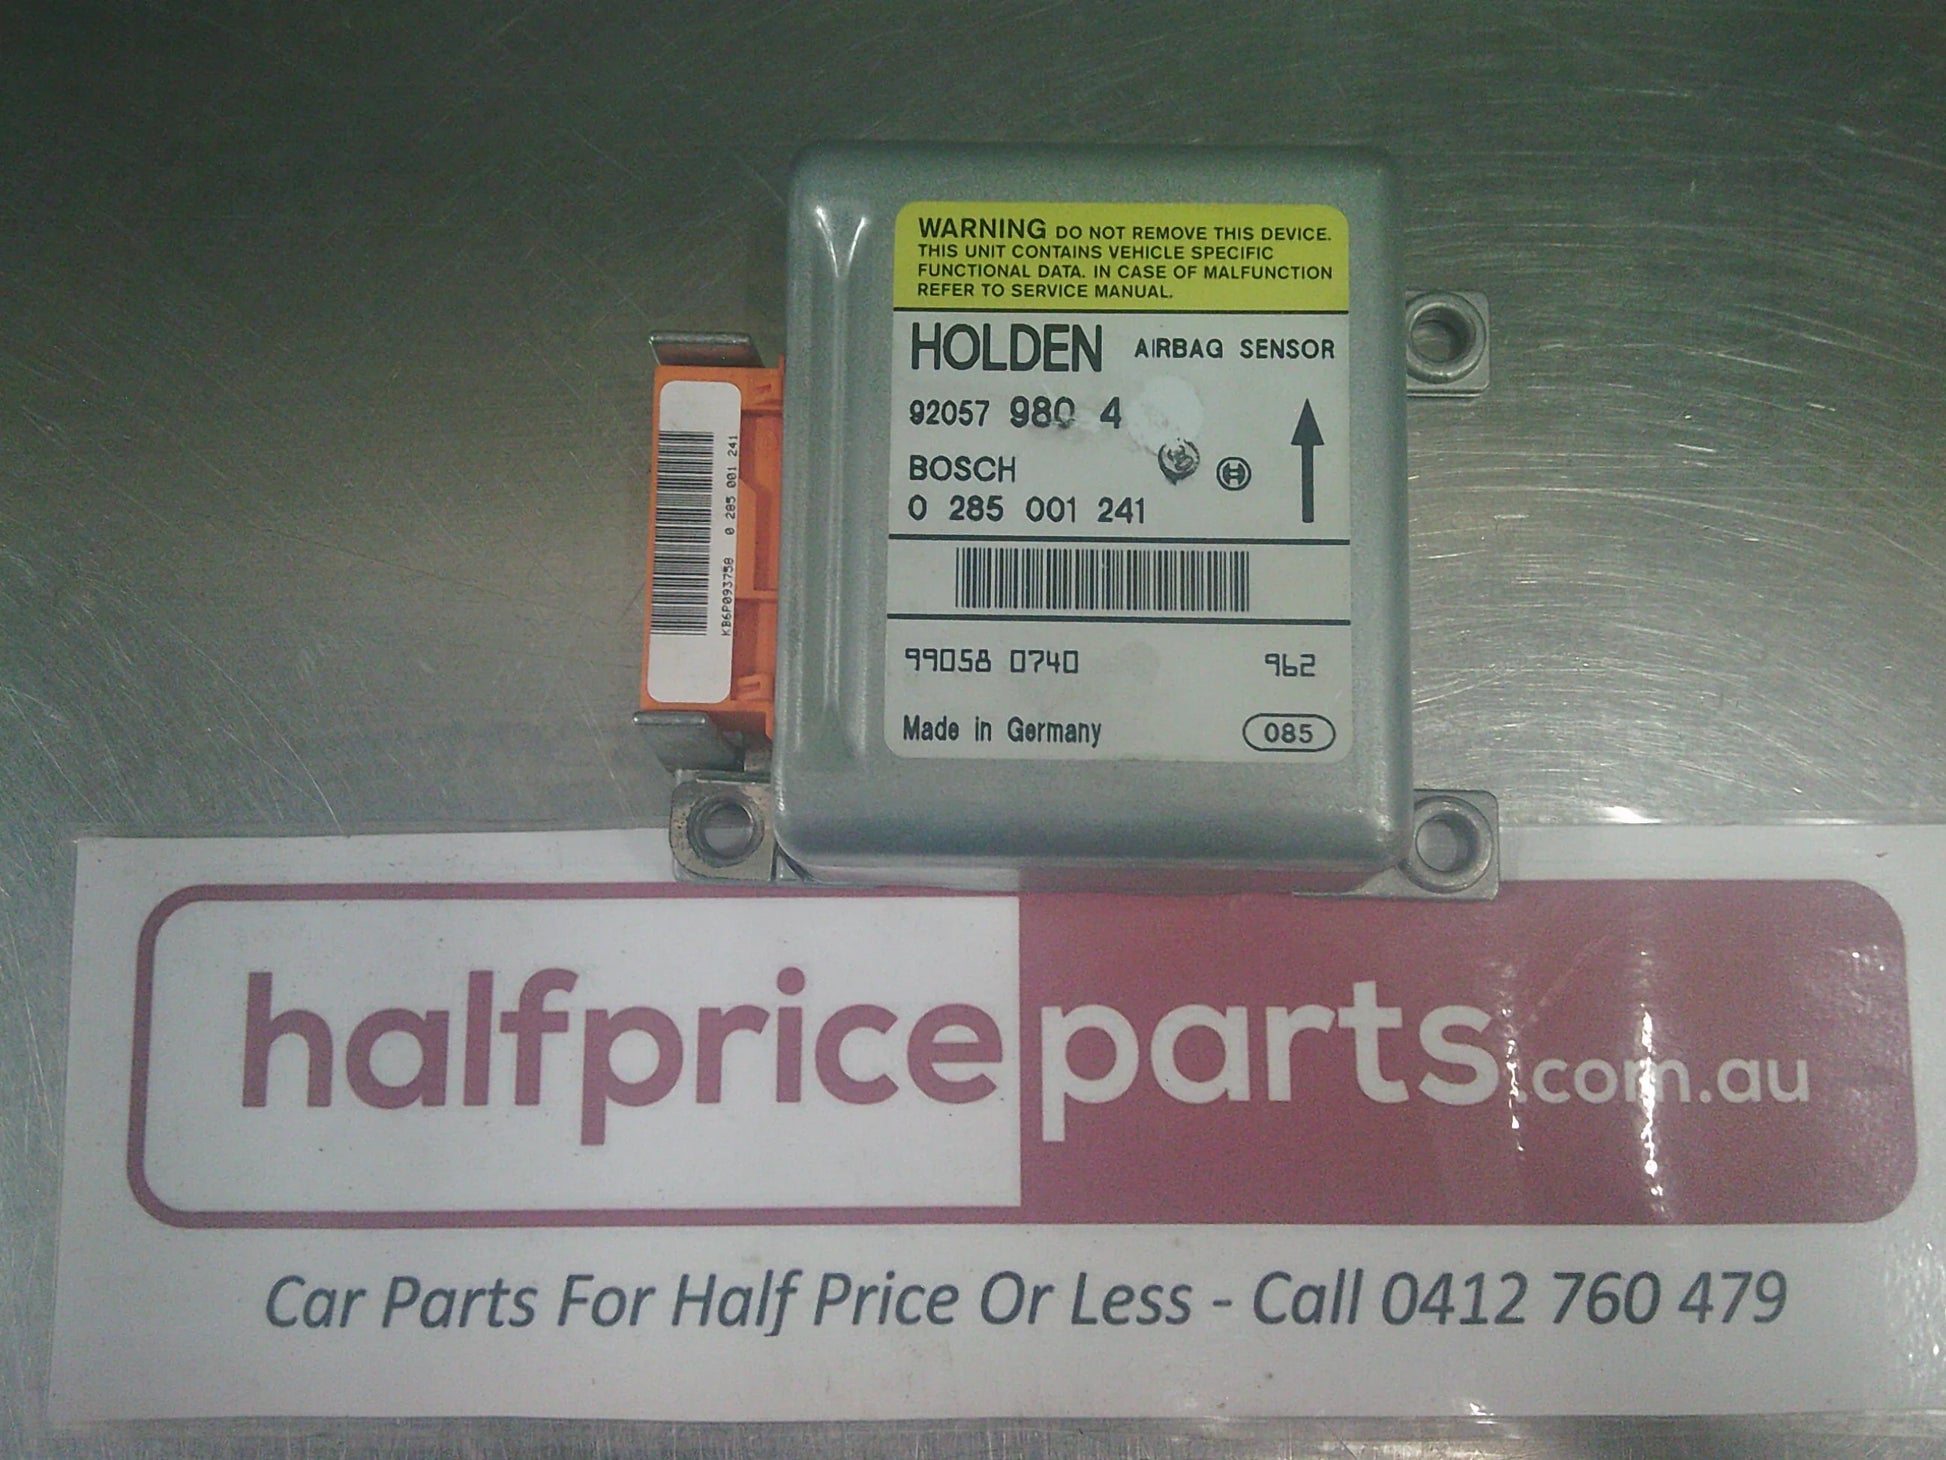 WARNING DO NOT REMOVE THIS DEVICE.
THIS UNIT CONTAINS VEHICLE SPECIFIC
FUNCTIONAL DATA. IN CASE OF MALFUNCTION
REFER TO SERVICE MANUAL.
HOLDEN AIRBAG SENSOR
92057 980 4
BOSCH
0 285 001 241
99058 0740 962
Made in Germany 085
KB6P093758 0 285 001 241
halfpriceparts.com.au
Car Parts For Half Price Or Less - Call 0412 760 479